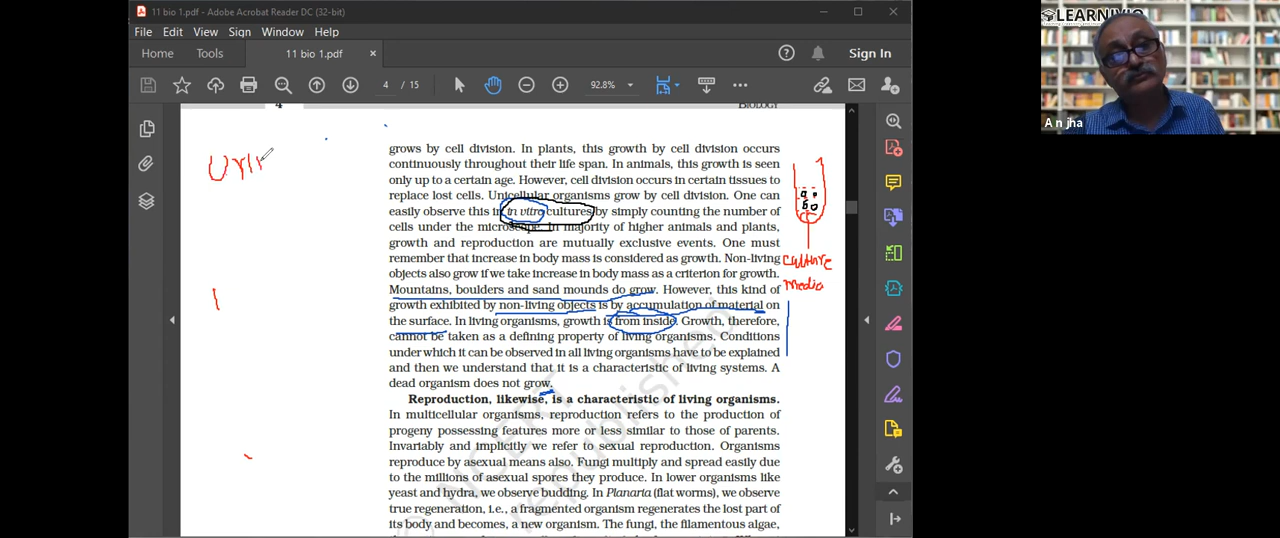 11 bio 1.pdf - Adobe Acrobat Reader DC (32-bit)
File Edit View Sign Window Help
Home Tools 11 bio 1.pdf × Sign In
4 / 15 92.8%
LEARNIVIO
A n jha
4 BIOLOGY
grows by cell division. In plants, this growth by cell division occurs
continuously throughout their life span. In animals, this growth is seen
only up to a certain age. However, cell division occurs in certain tissues to
replace lost cells. Unicellular organisms grow by cell division. One can
easily observe this in in vitro cultures by simply counting the number of
cells under the microscope. In majority of higher animals and plants,
growth and reproduction are mutually exclusive events. One must
remember that increase in body mass is considered as growth. Non-living
objects also grow if we take increase in body mass as a criterion for growth.
Mountains, boulders and sand mounds do grow. However, this kind of
growth exhibited by non-living objects is by accumulation of material on
the surface. In living organisms, growth is from inside. Growth, therefore,
cannot be taken as a defining property of living organisms. Conditions
under which it can be observed in all living organisms have to be explained
and then we understand that it is a characteristic of living systems. A
dead organism does not grow.
Reproduction, likewise, is a characteristic of living organisms.
In multicellular organisms, reproduction refers to the production of
progeny possessing features more or less similar to those of parents.
Invariably and implicitly we refer to sexual reproduction. Organisms
reproduce by asexual means also. Fungi multiply and spread easily due
to the millions of asexual spores they produce. In lower organisms like
yeast and hydra, we observe budding. In Planaria (flat worms), we observe
true regeneration, i.e., a fragmented organism regenerates the lost part of
its body and becomes, a new organism. The fungi, the filamentous algae,
culture
media